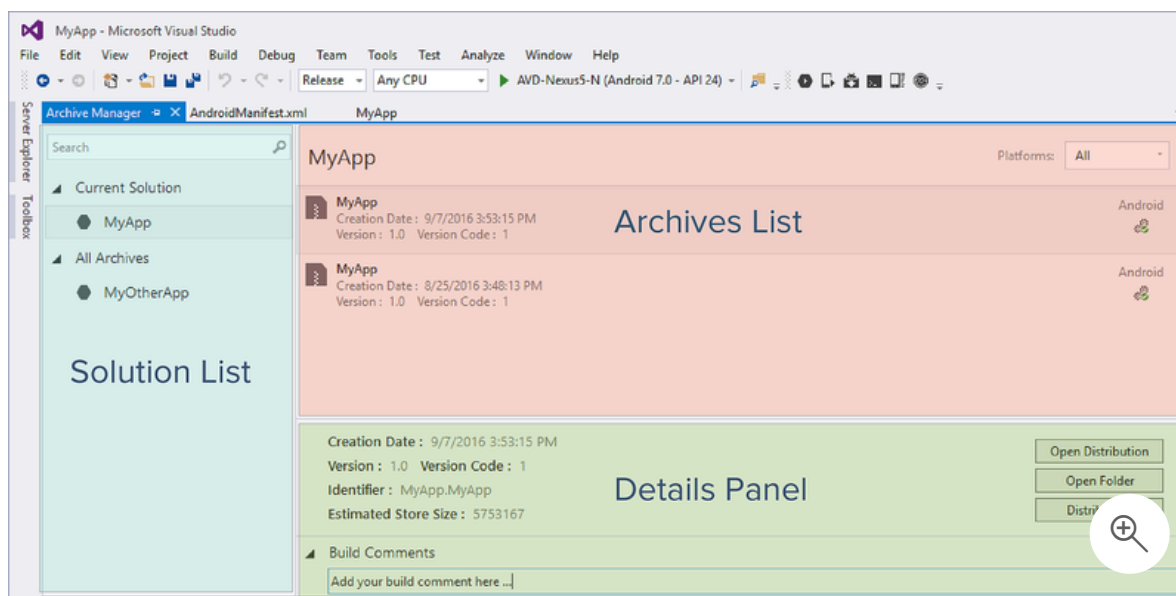 MyApp - Microsoft Visual Studio
File Edit View Project Build Debug Team Tools Test Analyze Window Help
Release Any CPU AVD-Nexus5-N (Android 7.0 - API 24)
Server Explorer
Toolbox
Archive Manager AndroidManifest.xml MyApp
Search
Current Solution
MyApp
All Archives
MyOtherApp
Solution List
MyApp
Platforms: All
MyApp
Creation Date : 9/7/2016 3:53:15 PM
Version : 1.0 Version Code : 1
Android
Archives List
MyApp
Creation Date : 8/25/2016 3:48:13 PM
Version : 1.0 Version Code : 1
Android
Creation Date : 9/7/2016 3:53:15 PM
Version : 1.0 Version Code : 1
Identifier : MyApp.MyApp
Estimated Store Size : 5753167
Details Panel
Open Distribution
Open Folder
Build Comments
Add your build comment here ...